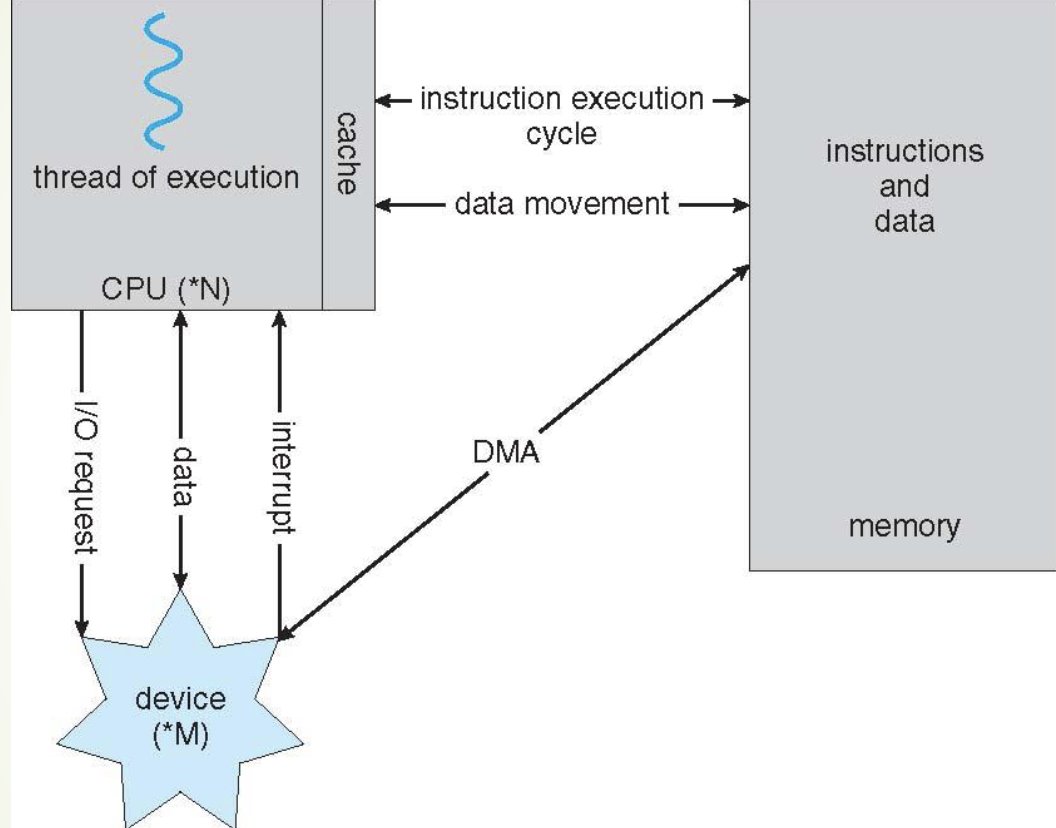 thread of execution
CPU (*N)
cache
instruction execution
cycle
data movement
instructions
and
data
memory
I/O request
data
interrupt
DMA
device
(*M)